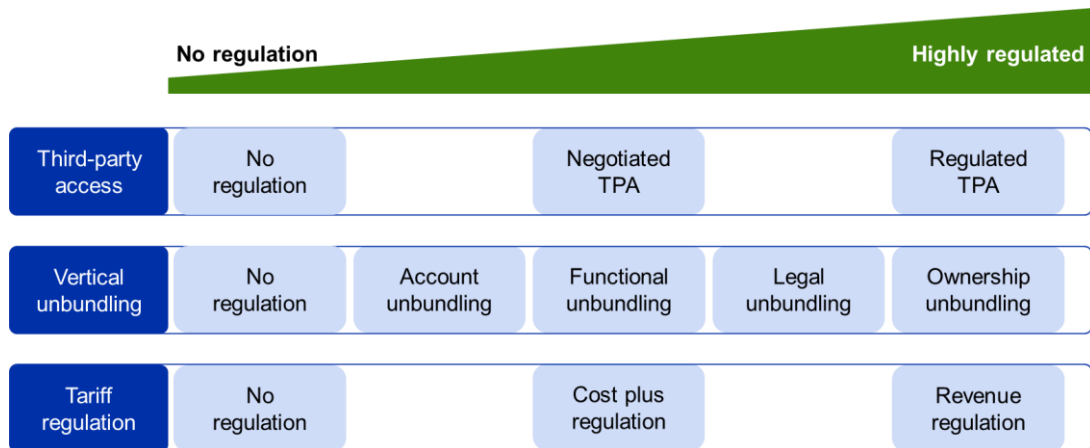 No regulation
Highly regulated
Third-party
access
No
regulation
Negotiated
TPA
Regulated
TPA
Vertical
unbundling
No
regulation
Account
unbundling
Functional
unbundling
Legal
unbundling
Ownership
unbundling
Tariff
regulation
No
regulation
Cost plus
regulation
Revenue
regulation